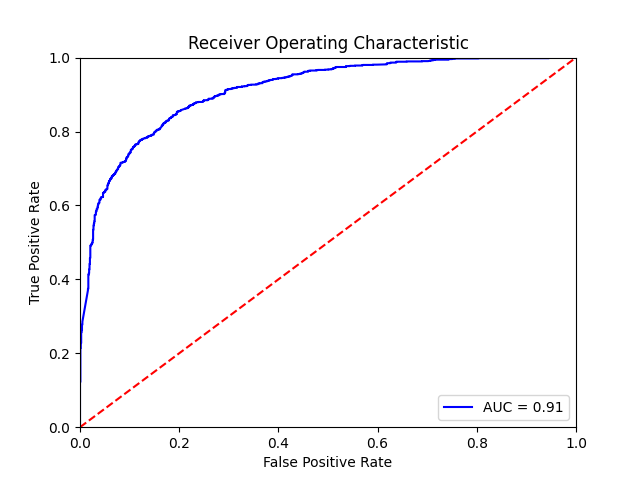 Receiver Operating Characteristic
1.0
0.8
0.6
0.4
0.2
0.0
True Positive Rate
AUC = 0.91
0.0 0.2 0.4 0.6 0.8 1.0
False Positive Rate